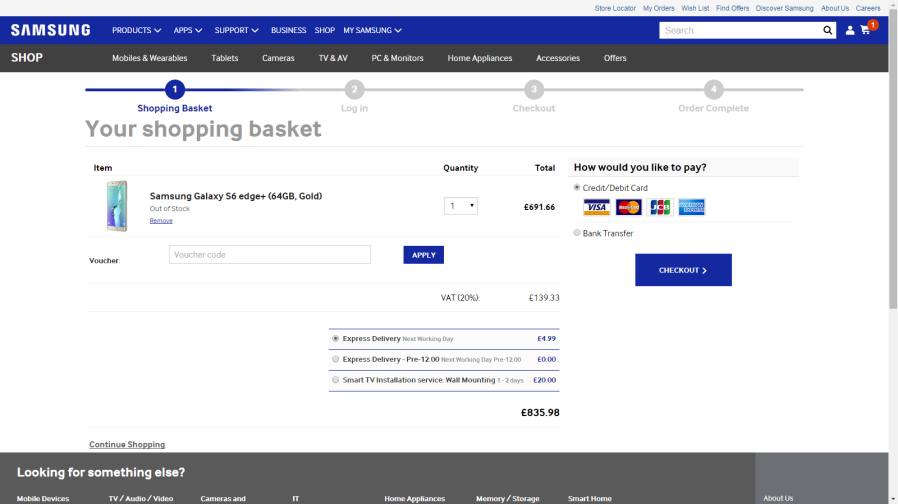 Store Locator My Orders Wish List Find Offers Discover Samsung About Us Careers
SAMSUNG PRODUCTS APPS SUPPORT BUSINESS SHOP MY SAMSUNG Search 1
SHOP Mobiles & Wearables Tablets Cameras TV & AV PC & Monitors Home Appliances Accessories Offers
1 2 3 4
Shopping Basket Log in Checkout Order Complete
Your shopping basket
Item Quantity Total
Samsung Galaxy S6 edge+ (64GB, Gold)
Out of Stock
Remove
1 £691.66
Voucher: Voucher code APPLY
VAT (20%): £139.33
Express Delivery Next Working Day £4.99
Express Delivery - Pre-12.00 Next Working Day Pre-12:00 £0.00
Smart TV Installation service: Wall Mounting 1 - 2 days £20.00
£835.98
Continue Shopping
How would you like to pay?
Credit/Debit Card
VISA MasterCard JCB AMERICAN EXPRESS
Bank Transfer
CHECKOUT
Looking for something else?
Mobile Devices TV / Audio / Video Cameras and IT Home Appliances Memory / Storage Smart Home About Us